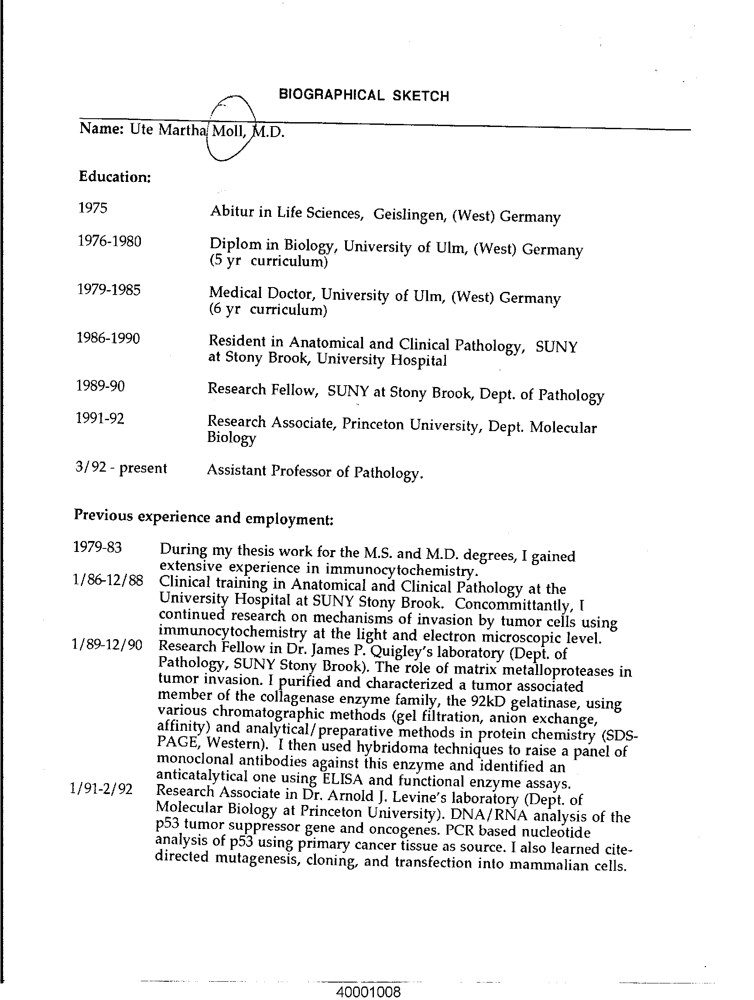 BIOGRAPHICAL SKETCH
Name: Ute Martha Moll, M.D.
Education:
1975 Abitur in Life Sciences, Geislingen, (West) Germany
1976-1980 Diplom in Biology, University of Ulm, (West) Germany
(5 yr curriculum)
1979-1985 Medical Doctor, University of Ulm, (West) Germany
(6 yr curriculum)
1986-1990 Resident in Anatomical and Clinical Pathology, SUNY
at Stony Brook, University Hospital
1989-90 Research Fellow, SUNY at Stony Brook, Dept. of Pathology
1991-92 Research Associate, Princeton University, Dept. Molecular
Biology
3/92 - present Assistant Professor of Pathology.
Previous experience and employment:
1979-83 During my thesis work for the M.S. and M.D. degrees, I gained
extensive experience in immunocytochemistry.
1/86-12/88 Clinical training in Anatomical and Clinical Pathology at the
University Hospital at SUNY Stony Brook. Concommittantly, I
continued research on mechanisms of invasion by tumor cells using
immunocytochemistry at the light and electron microscopic level.
1/89-12/90 Research Fellow in Dr. James P. Quigley's laboratory (Dept. of
Pathology, SUNY Stony Brook). The role of matrix metalloproteases in
tumor invasion. I purified and characterized a tumor associated
member of the collagenase enzyme family, the 92kD gelatinase, using
various chromatographic methods (gel filtration, anion exchange,
affinity) and analytical/preparative methods in protein chemistry (SDS-
PAGE, Western). I then used hybridoma techniques to raise a panel of
monoclonal antibodies against this enzyme and identified an
anticatalytical one using ELISA and functional enzyme assays.
1/91-2/92 Research Associate in Dr. Arnold J. Levine's laboratory (Dept. of
Molecular Biology at Princeton University). DNA/RNA analysis of the
p53 tumor suppressor gene and oncogenes. PCR based nucleotide
analysis of p53 using primary cancer tissue as source. I also learned cite-
directed mutagenesis, cloning, and transfection into mammalian cells.
40001008